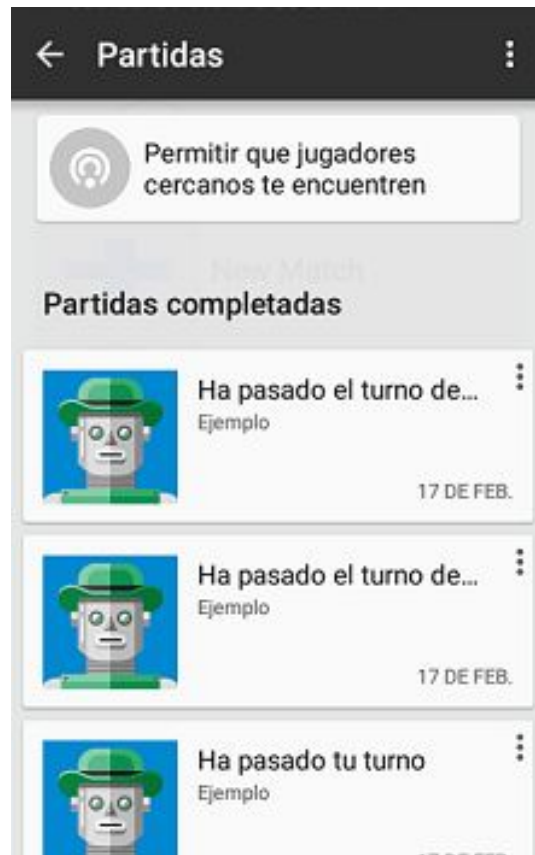 Partidas
Permitir que jugadores
cercanos te encuentren
New Match
Partidas completadas
Ha pasado el turno de...
Ejemplo
17 DE FEB.
Ha pasado el turno de...
Ejemplo
17 DE FEB.
Ha pasado tu turno
Ejemplo